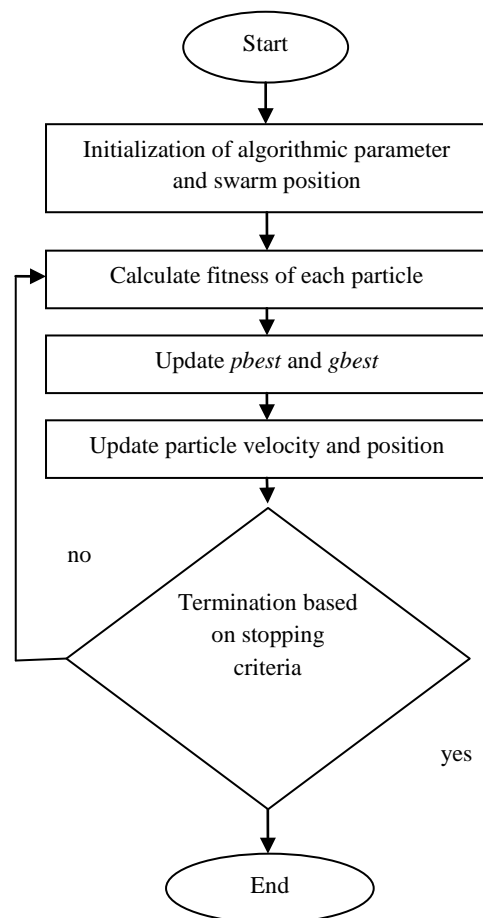 Start
Initialization of algorithmic parameter
and swarm position
Calculate fitness of each particle
Update pbest and gbest
Update particle velocity and position
no
Termination based
on stopping
criteria
yes
End